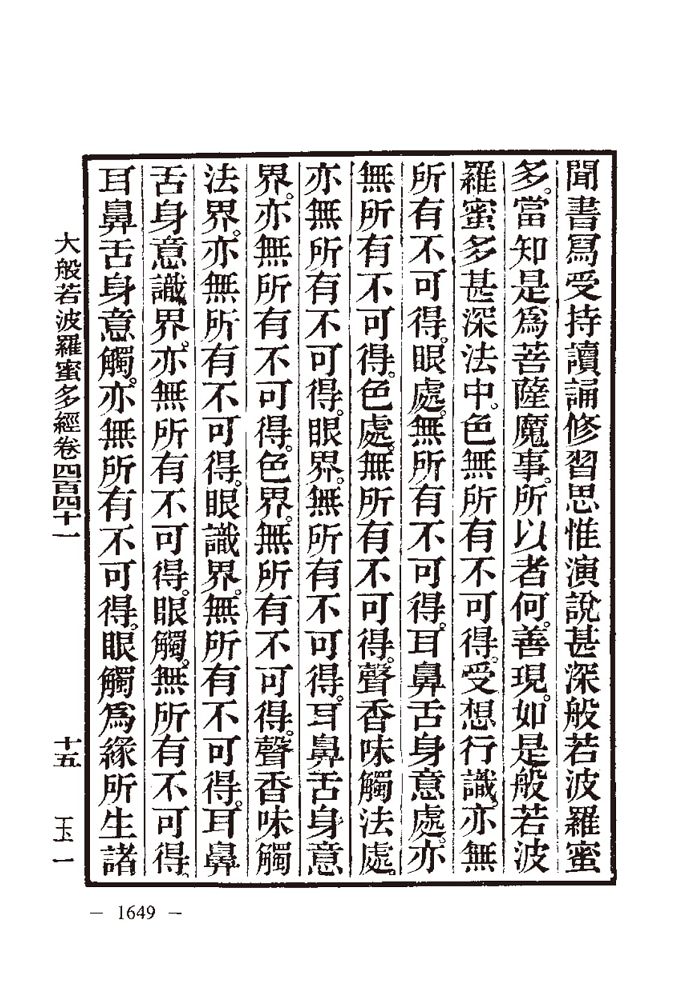 聞書寫受持讀誦修習思惟演說甚深般若波羅蜜
多。當知是爲菩薩魔事。所以者何。善現。如是般若波
羅蜜多甚深法中。色無所有不可得。受想行識。亦無
所有不可得。眼處。無所有不可得。耳鼻舌身意處。亦
無所有不可得。色處。無所有不可得。聲香味觸法處。
亦無所有不可得。眼界。無所有不可得。耳鼻舌身意
界。亦無所有不可得。色界。無所有不可得。聲香味觸
法界。亦無所有不可得。眼識界。無所有不可得。耳鼻
舌身意識界。亦無所有不可得。眼觸。無所有不可得。
耳鼻舌身意觸。亦無所有不可得。眼觸爲緣所生諸
大般若波羅蜜多經卷四百四十一 十五 玉一
— 1649 —